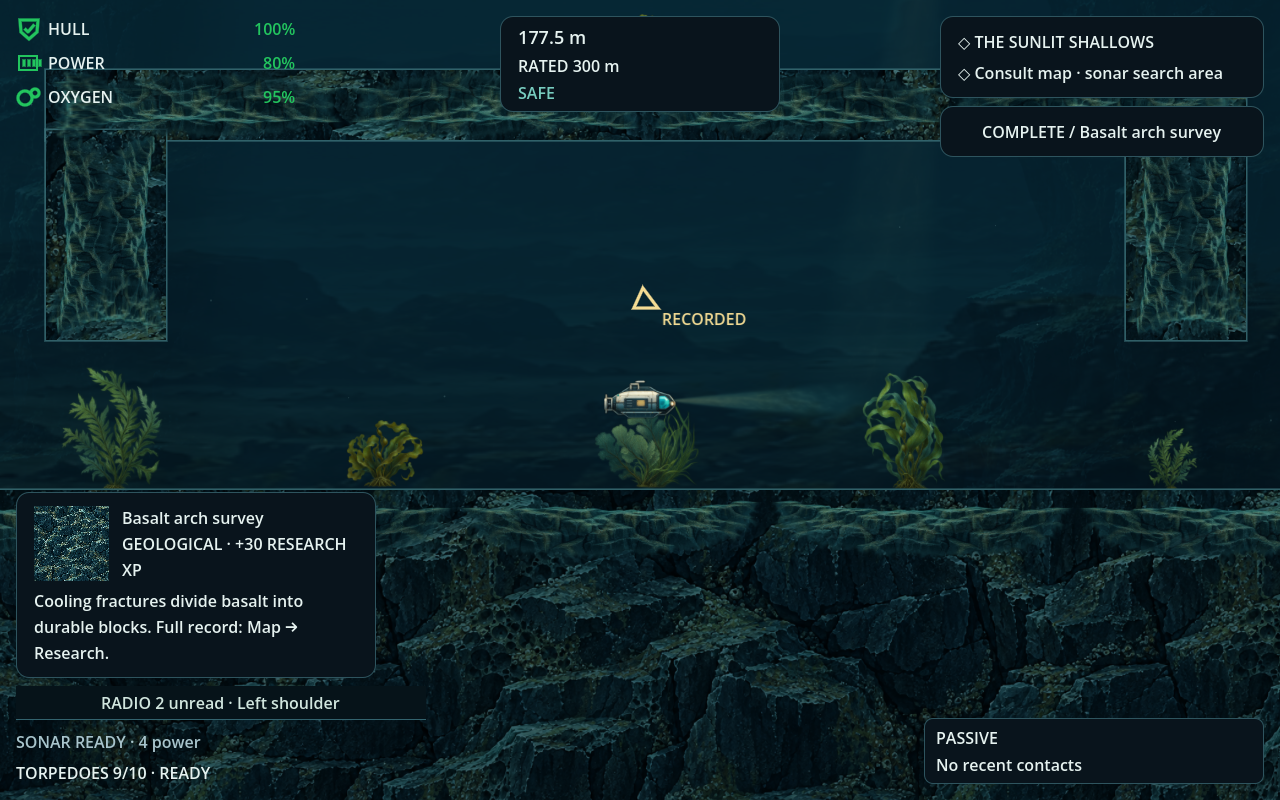 HULL 100%
POWER 80%
OXYGEN 95%
177.5 m
RATED 300 m
SAFE
◇ THE SUNLIT SHALLOWS
◇ Consult map · sonar search area
COMPLETE / Basalt arch survey
RECORDED
Basalt arch survey
GEOLOGICAL · +30 RESEARCH
XP
Cooling fractures divide basalt into
durable blocks. Full record: Map →
Research.
RADIO 2 unread · Left shoulder
SONAR READY · 4 power
TORPEDOES 9/10 · READY
PASSIVE
No recent contacts